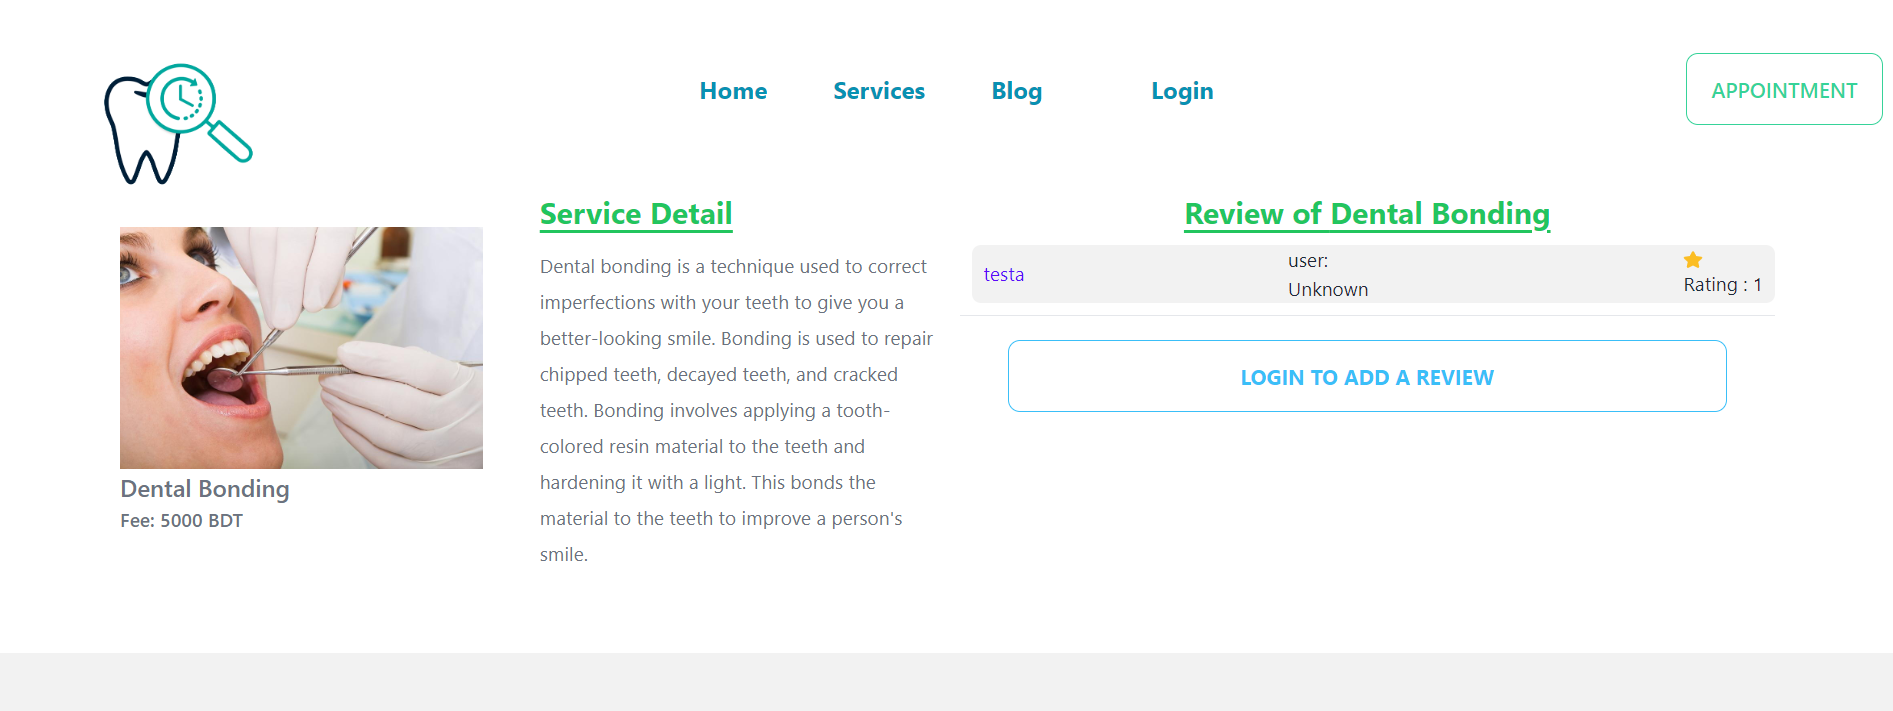 Home Services Blog Login APPOINTMENT
Dental Bonding
Fee: 5000 BDT
Service Detail
Dental bonding is a technique used to correct
imperfections with your teeth to give you a
better-looking smile. Bonding is used to repair
chipped teeth, decayed teeth, and cracked
teeth. Bonding involves applying a tooth-
colored resin material to the teeth and
hardening it with a light. This bonds the
material to the teeth to improve a person's
smile.
Review of Dental Bonding
testa
user:
Unknown
Rating : 1
LOGIN TO ADD A REVIEW